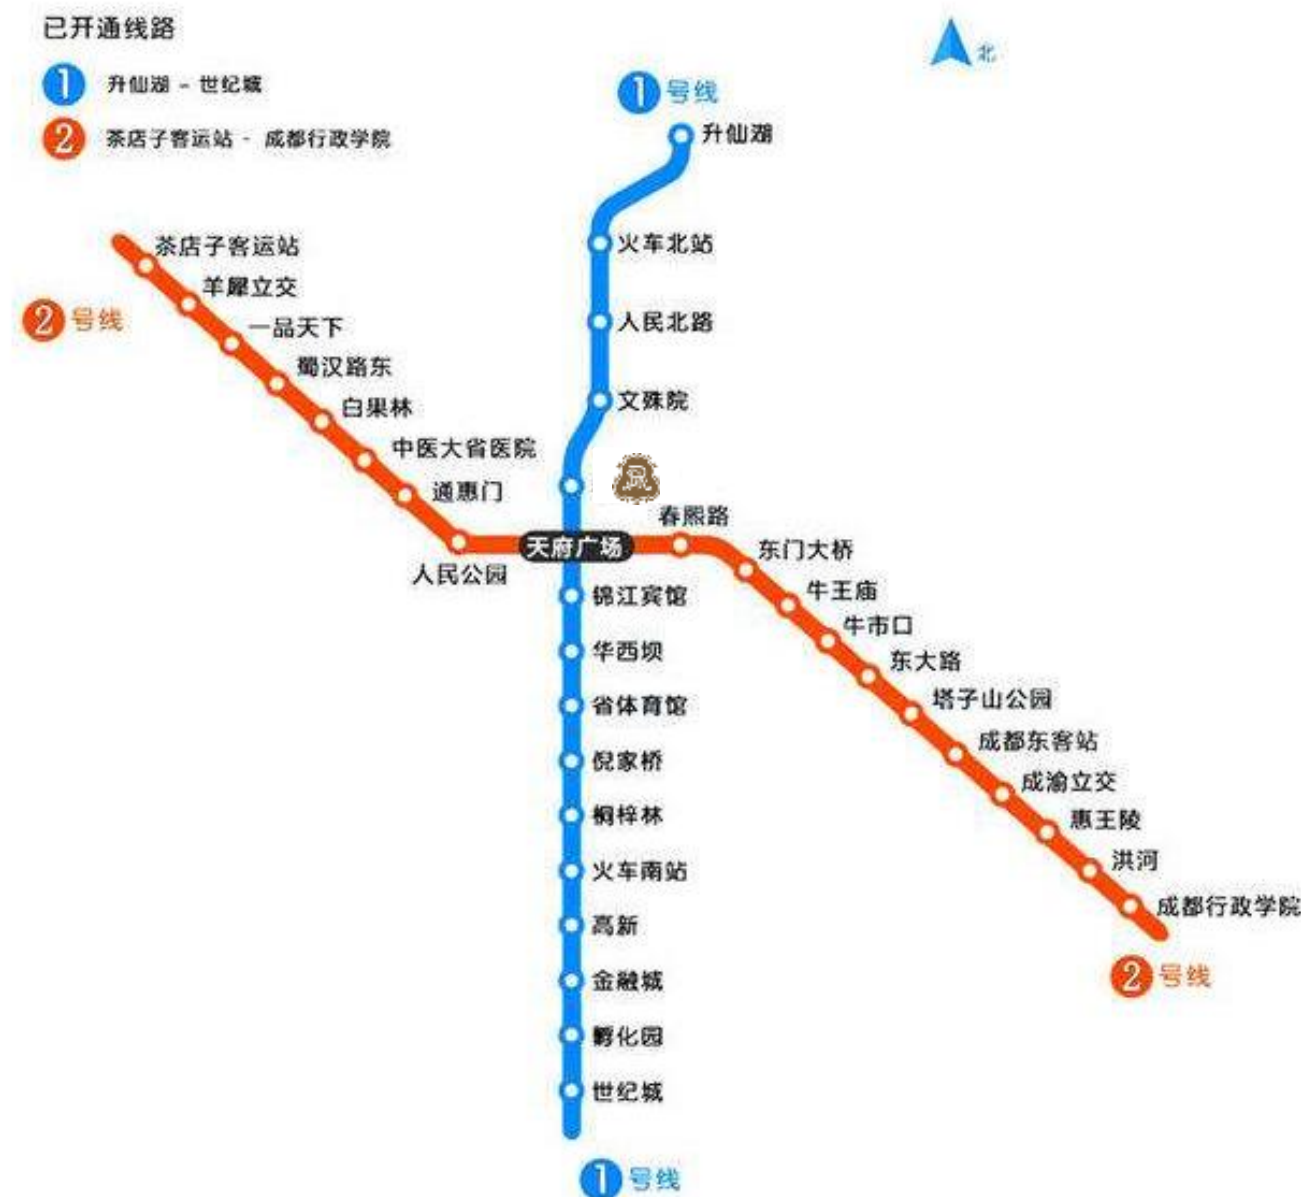 已开通线路
1 升仙湖 - 世纪城
2 茶店子客运站 - 成都行政学院
北
1号线
升仙湖
火车北站
人民北路
文殊院
天府广场
锦江宾馆
华西坝
省体育馆
倪家桥
桐梓林
火车南站
高新
金融城
孵化园
世纪城
1号线
2号线
茶店子客运站
羊犀立交
一品天下
蜀汉路东
白果林
中医大省医院
通惠门
人民公园
春熙路
东门大桥
牛王庙
牛市口
东大路
塔子山公园
成都东客站
成渝立交
惠王陵
洪河
成都行政学院
2号线